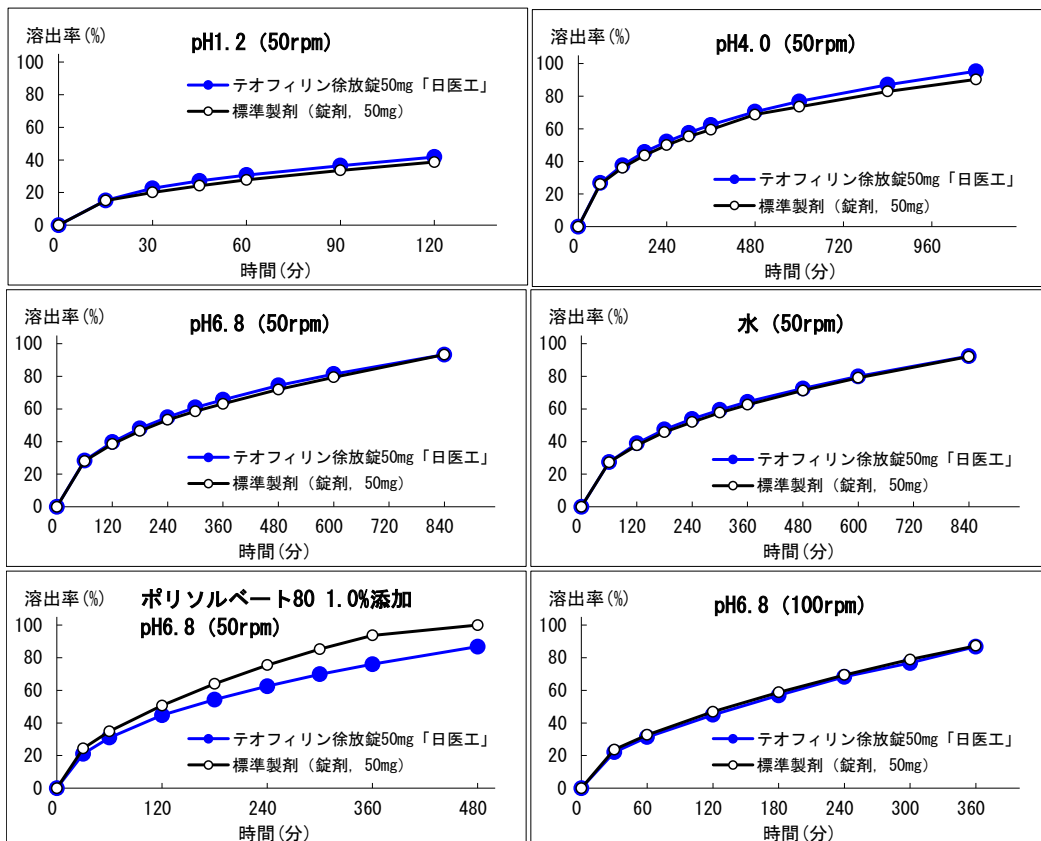 溶出率(%)
pH1.2 (50rpm)
100
80
60
40
20
0
テオフィリン徐放錠50mg「日医工」
標準製剤(錠剤, 50mg)
0
30
60
90
120
時間(分)
溶出率(%)
pH4.0 (50rpm)
100
80
60
40
20
0
テオフィリン徐放錠50mg「日医工」
標準製剤(錠剤, 50mg)
0
240
480
720
960
時間(分)
溶出率(%)
pH6.8 (50rpm)
100
80
60
40
20
0
テオフィリン徐放錠50mg「日医工」
標準製剤(錠剤, 50mg)
0
120
240
360
480
600
720
840
時間(分)
溶出率(%)
水 (50rpm)
100
80
60
40
20
0
テオフィリン徐放錠50mg「日医工」
標準製剤(錠剤, 50mg)
0
120
240
360
480
600
720
840
時間(分)
溶出率(%)
ポリソルベート80 1.0%添加
pH6.8 (50rpm)
100
80
60
40
20
0
テオフィリン徐放錠50mg「日医工」
標準製剤(錠剤, 50mg)
0
120
240
360
480
時間(分)
溶出率(%)
pH6.8 (100rpm)
100
80
60
40
20
0
テオフィリン徐放錠50mg「日医工」
標準製剤(錠剤, 50mg)
0
60
120
180
240
300
360
時間(分)